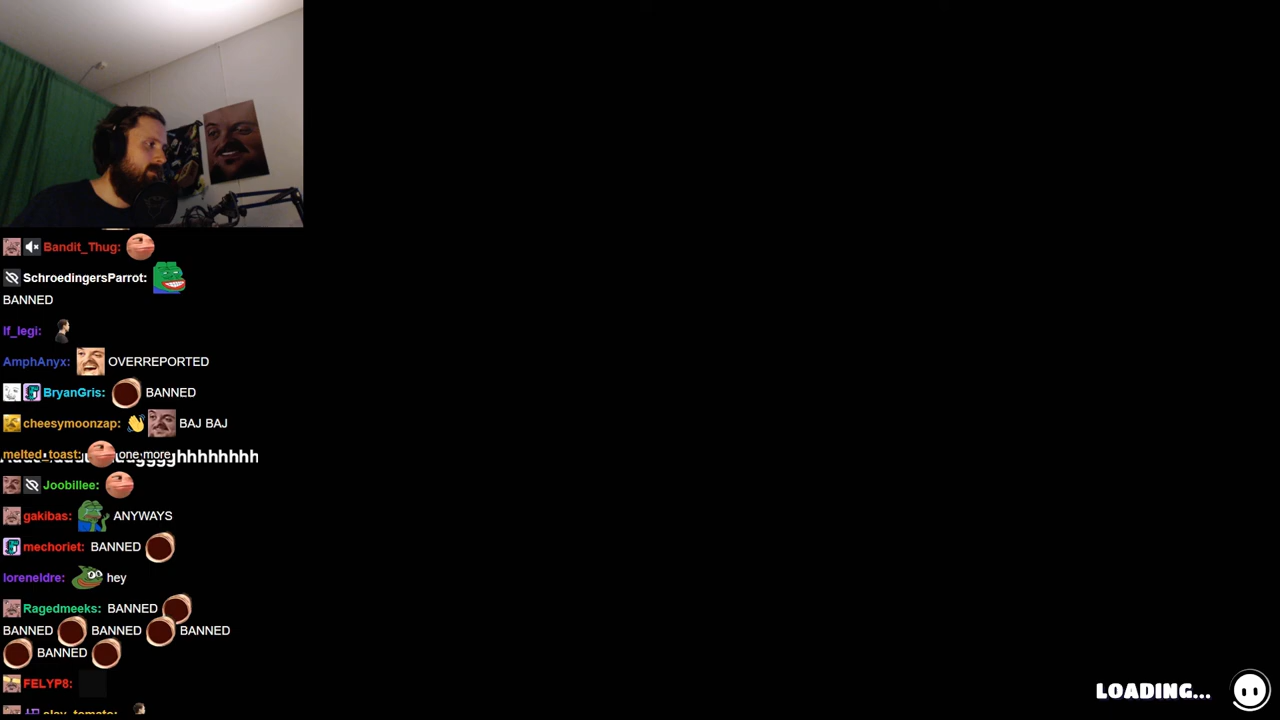 Bandit_Thug:
SchroedingersParrot:
BANNED
lf_legi:
AmphAnyx: OVERREPORTED
BryanGris: BANNED
cheesymoonzap: BAJ BAJ
melted_toast: one more
Joobillee:
gakibas: ANYWAYS
mechoriet: BANNED
loreneldre: hey
Ragedmeeks: BANNED
BANNED BANNED BANNED
BANNED
FELYP8:
LOADING...